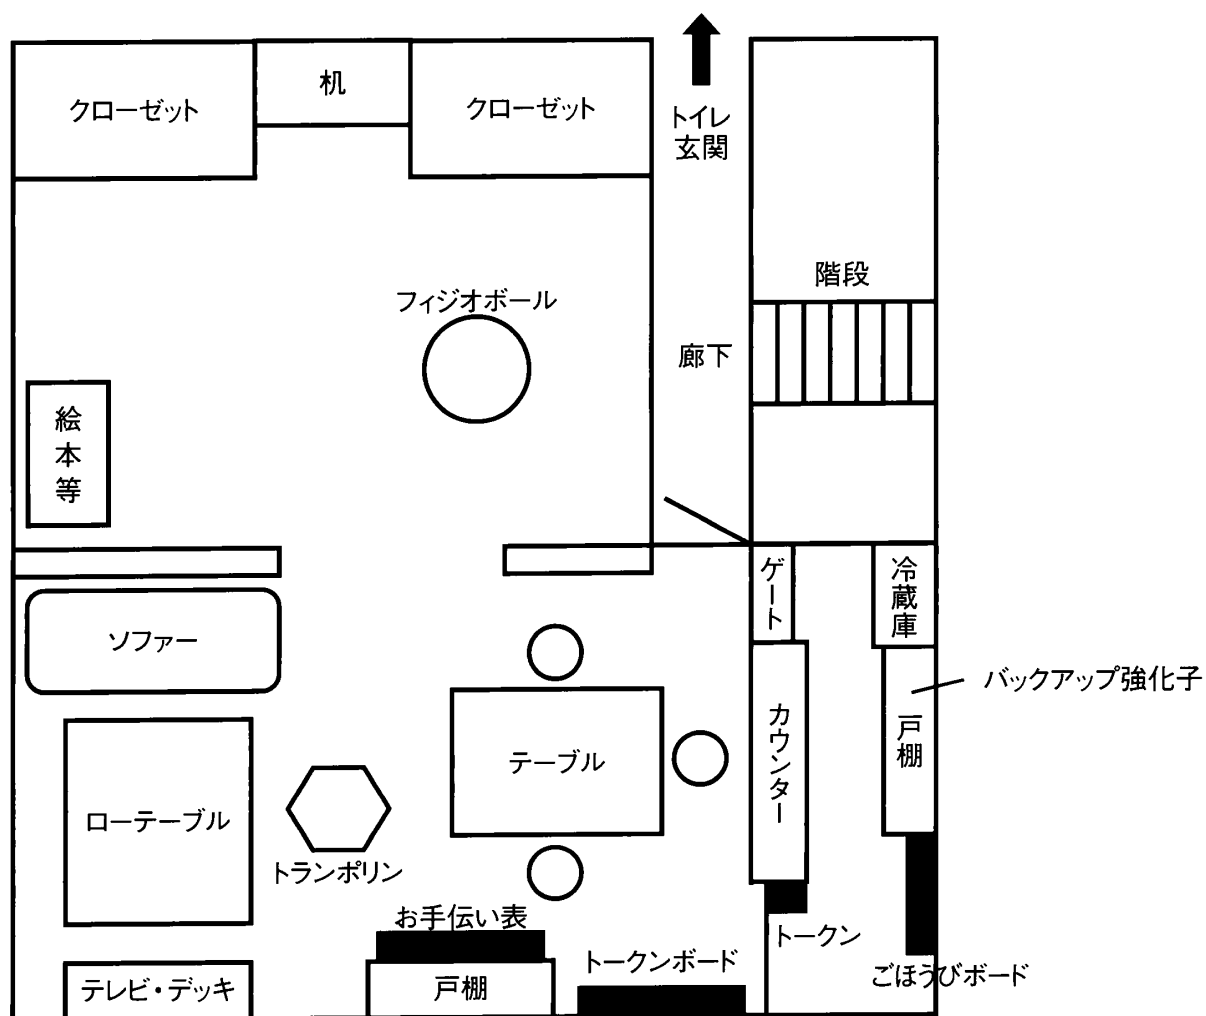 クローゼット
机
クローゼット
トイレ
玄関
階段
フィジオボール
廊下
絵本等
ゲート
冷蔵庫
ソファー
バックアップ強化子
戸棚
カウンター
テーブル
ローテーブル
トランポリン
お手伝い表
トークン
トークンボード
ごほうびボード
テレビ・デッキ
戸棚